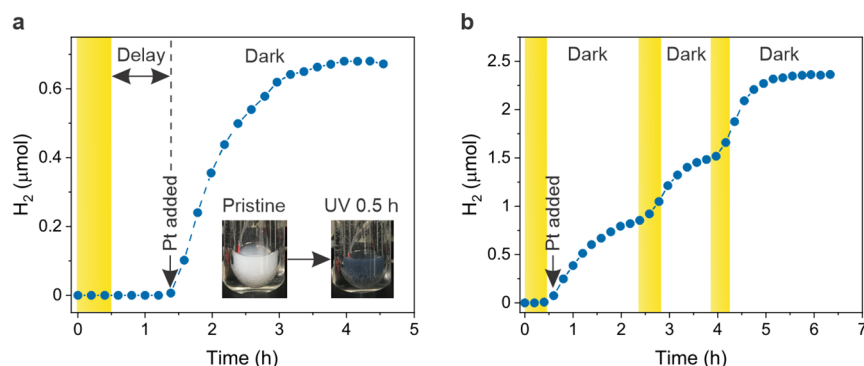 a
Delay
Dark
H₂ (μmol)
0.6
0.4
0.2
0
Pt added
Pristine
UV 0.5 h
0
1
2
3
4
5
Time (h)
b
Dark
Dark
Dark
H₂ (μmol)
2.5
2
1.5
1
0.5
0
Pt added
0
1
2
3
4
5
6
7
Time (h)